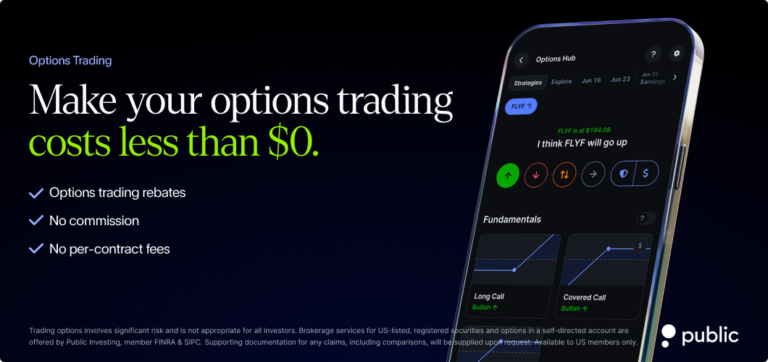 Options Trading
Make your options trading
costs less than $0.
Options trading rebates
No commission
No per-contract fees
Options Hub
?
Strategies Explore Jun 16 Jun 23 Jun 23 Earnings
FLYF
FLYF is at $194.08
I think FLYF will go up
$
Fundamentals
?
$
Long Call
Bullish ↑
Covered Call
Bullish ↑
Trading options involves significant risk and is not appropriate for all investors. Brokerage services for US-listed, registered securities and options in a self-directed account are
offered by Public Investing, member FINRA & SIPC. Supporting documentation for any claims, including comparisons, will be supplied upon request. Available to US members only.
public